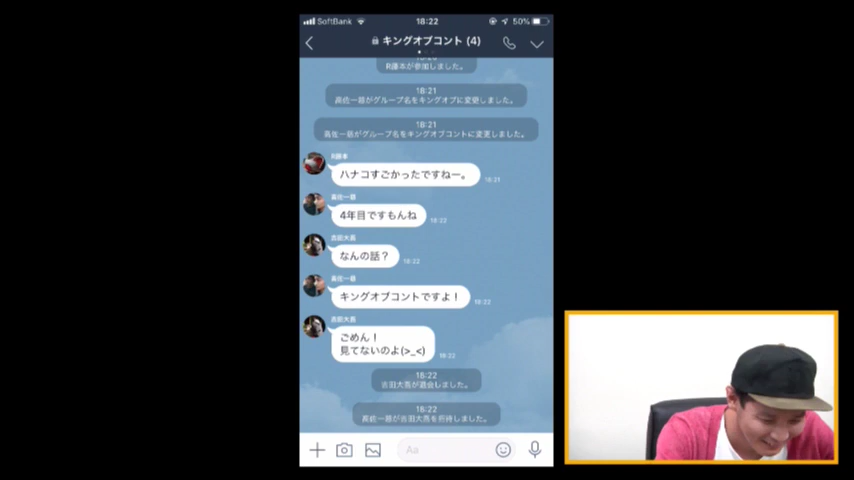 SoftBank 18:22 50%
キングオブコント (4)
R藤本が参加しました。
18:21
高佐一慈がグループ名をキングオブに変更しました。
18:21
高佐一慈がグループ名をキングオブコントに変更しました。
R藤本
ハナコすごかったですねー。
18:21
高佐一慈
4年目ですもんね
18:22
吉田大吾
なんの話？
18:22
高佐一慈
キングオブコントですよ！
18:22
吉田大吾
ごめん！
見てないのよ(>_<)
18:22
18:22
吉田大吾が退会しました。
18:22
高佐一慈が吉田大吾を招待しました。
Aa